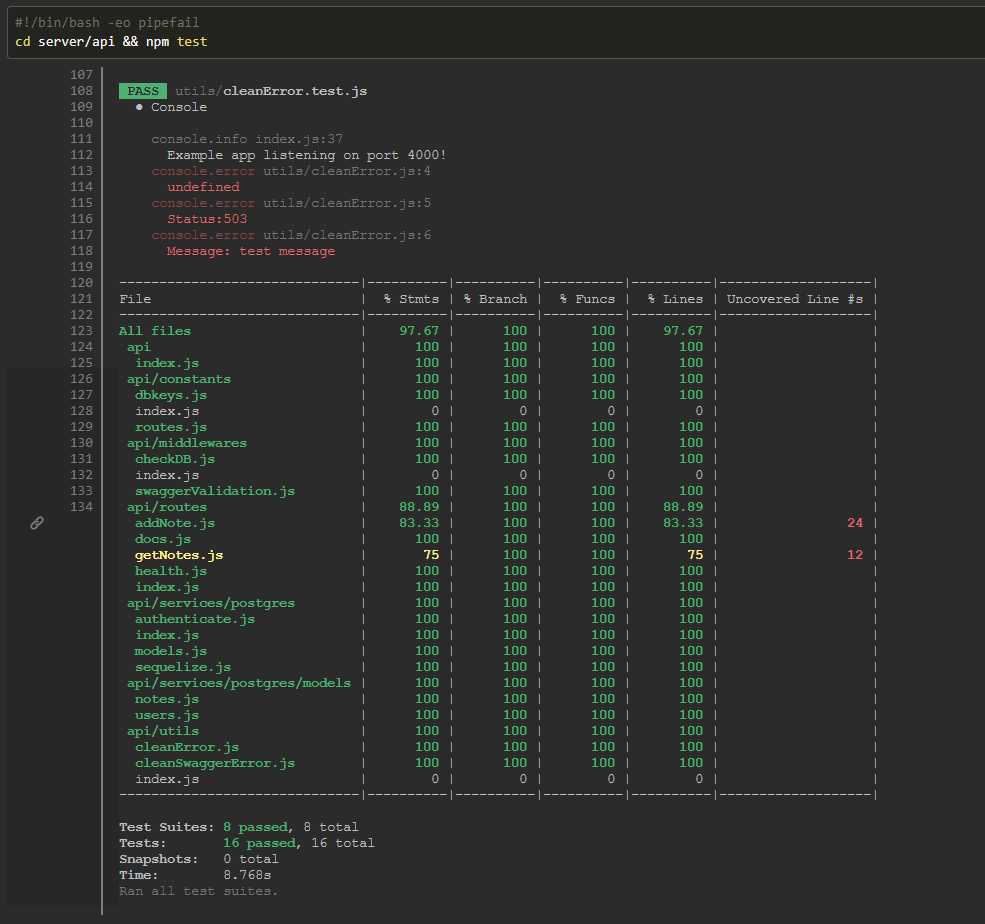 #!/bin/bash -eo pipefail
cd server/api && npm test
107
108 PASS utils/cleanError.test.js
109 ● Console
110
111 console.info index.js:37
112 Example app listening on port 4000!
113 console.error utils/cleanError.js:4
114 undefined
115 console.error utils/cleanError.js:5
116 Status:503
117 console.error utils/cleanError.js:6
118 Message: test message
119
120 ------------------------------|----------|----------|----------|----------|-------------------|
121 File | % Stmts | % Branch | % Funcs | % Lines | Uncovered Line #s |
122 ------------------------------|----------|----------|----------|----------|-------------------|
123 All files | 97.67 | 100 | 100 | 97.67 | |
124 api | 100 | 100 | 100 | 100 | |
125 index.js | 100 | 100 | 100 | 100 | |
126 api/constants | 100 | 100 | 100 | 100 | |
127 dbkeys.js | 100 | 100 | 100 | 100 | |
128 index.js | 0 | 0 | 0 | 0 | |
129 routes.js | 100 | 100 | 100 | 100 | |
130 api/middlewares | 100 | 100 | 100 | 100 | |
131 checkDB.js | 100 | 100 | 100 | 100 | |
132 index.js | 0 | 0 | 0 | 0 | |
133 swaggerValidation.js | 100 | 100 | 100 | 100 | |
134 api/routes | 88.89 | 100 | 100 | 88.89 | |
addNote.js | 83.33 | 100 | 100 | 83.33 | 24 |
docs.js | 100 | 100 | 100 | 100 | |
getNotes.js | 75 | 100 | 100 | 75 | 12 |
health.js | 100 | 100 | 100 | 100 | |
index.js | 100 | 100 | 100 | 100 | |
api/services/postgres | 100 | 100 | 100 | 100 | |
authenticate.js | 100 | 100 | 100 | 100 | |
index.js | 100 | 100 | 100 | 100 | |
models.js | 100 | 100 | 100 | 100 | |
sequelize.js | 100 | 100 | 100 | 100 | |
api/services/postgres/models | 100 | 100 | 100 | 100 | |
notes.js | 100 | 100 | 100 | 100 | |
users.js | 100 | 100 | 100 | 100 | |
api/utils | 100 | 100 | 100 | 100 | |
cleanError.js | 100 | 100 | 100 | 100 | |
cleanSwaggerError.js | 100 | 100 | 100 | 100 | |
index.js | 0 | 0 | 0 | 0 | |
------------------------------|----------|----------|----------|----------|-------------------|
Test Suites: 8 passed, 8 total
Tests: 16 passed, 16 total
Snapshots: 0 total
Time: 8.768s
Ran all test suites.